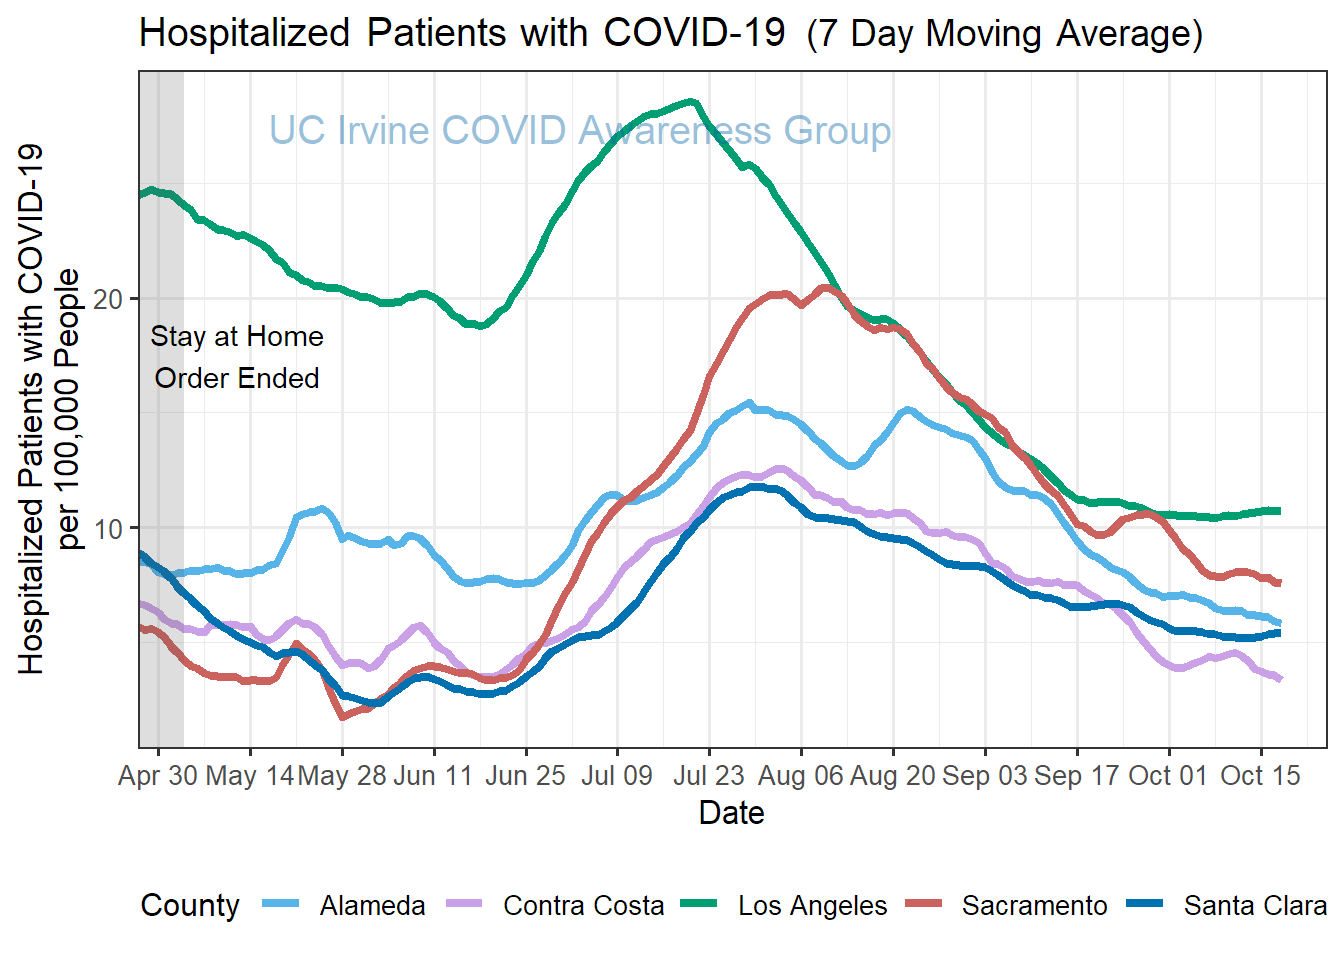 Hospitalized Patients with COVID-19 (7 Day Moving Average)
UC Irvine COVID Awareness Group
Hospitalized Patients with COVID-19
per 100,000 People
20
10
Stay at Home
Order Ended
Apr 30 May 14 May 28 Jun 11 Jun 25 Jul 09 Jul 23 Aug 06 Aug 20 Sep 03 Sep 17 Oct 01 Oct 15
Date
County Alameda Contra Costa Los Angeles Sacramento Santa Clara